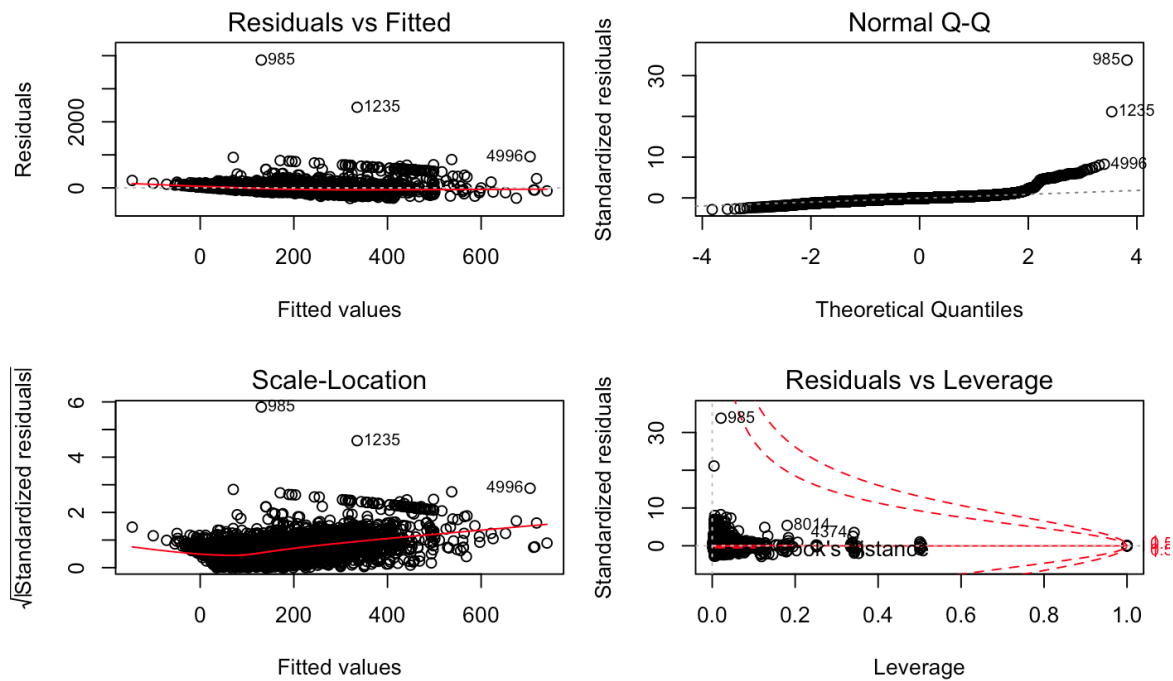 Residuals vs Fitted
Residuals
2000
0
985
1235
4996
0 200 400 600
Fitted values
Normal Q-Q
Standardized residuals
30
10
0
985
1235
4996
-4 -2 0 2 4
Theoretical Quantiles
Scale-Location
√|Standardized residuals|
6
4
2
0
985
1235
4996
0 200 400 600
Fitted values
Residuals vs Leverage
Standardized residuals
30
10
0
985
8014
4374
distance
0.0 0.2 0.4 0.6 0.8 1.0
Leverage